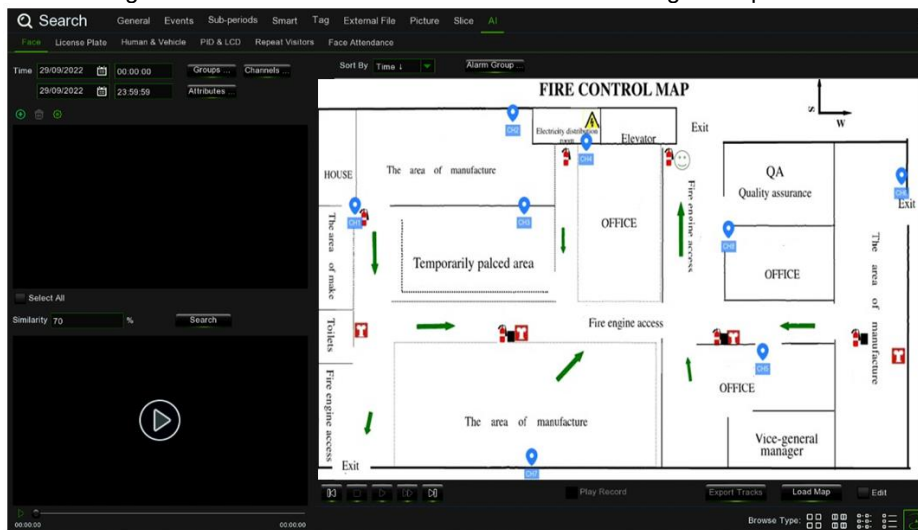 Search General Events Sub-periods Smart Tag External File Picture Slice AI
Face License Plate Human & Vehicle PID & LCD Repeat Visitors Face Attendance
Time 29/09/2022 00:00:00 Groups ... Channels ...
29/09/2022 23:59:59 Attributes ...
Sort By Time ↓ Alarm Group ...
Select All
Similarity 70 % Search
00:00:00 00:00:00
FIRE CONTROL MAP
S
W
CH2
Electricity distribution room
CH4
Elevator
Exit
HOUSE
The area of manufacture
QA
Quality assurance
Exit
CH1
CH3
OFFICE
Fire engine access
CH8
The area of make
Temporarily palced area
OFFICE
The area of manufacture
Toilets
Fire engine access
OFFICE
Fire engine access
The area of manufacture
Vice-general manager
Exit
Play Record Export Tracks Load Map Edit
Browse Type: